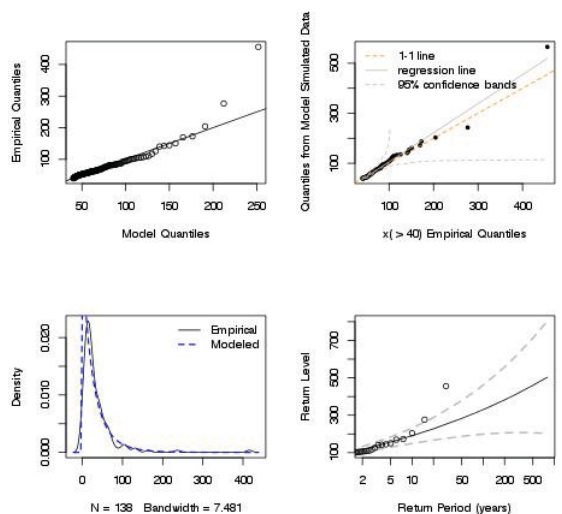 Empirical Quantiles
100 200 300 400
50 100 150 200 250
Model Quantiles
Quantiles from Model Simulated Data
100 300 500
1-1 line
regression line
95% confidence bands
100 200 300 400
x( > 40) Empirical Quantiles
Density
0.000 0.010 0.020
Empirical
Modeled
0 100 200 300 400
N = 138 Bandwidth = 7.481
Return Level
100 300 500 700
2 5 10 50 200 500
Return Period (years)